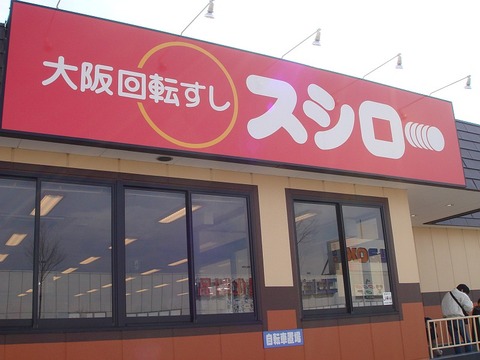 大阪回転すし スシロー
自転車置場